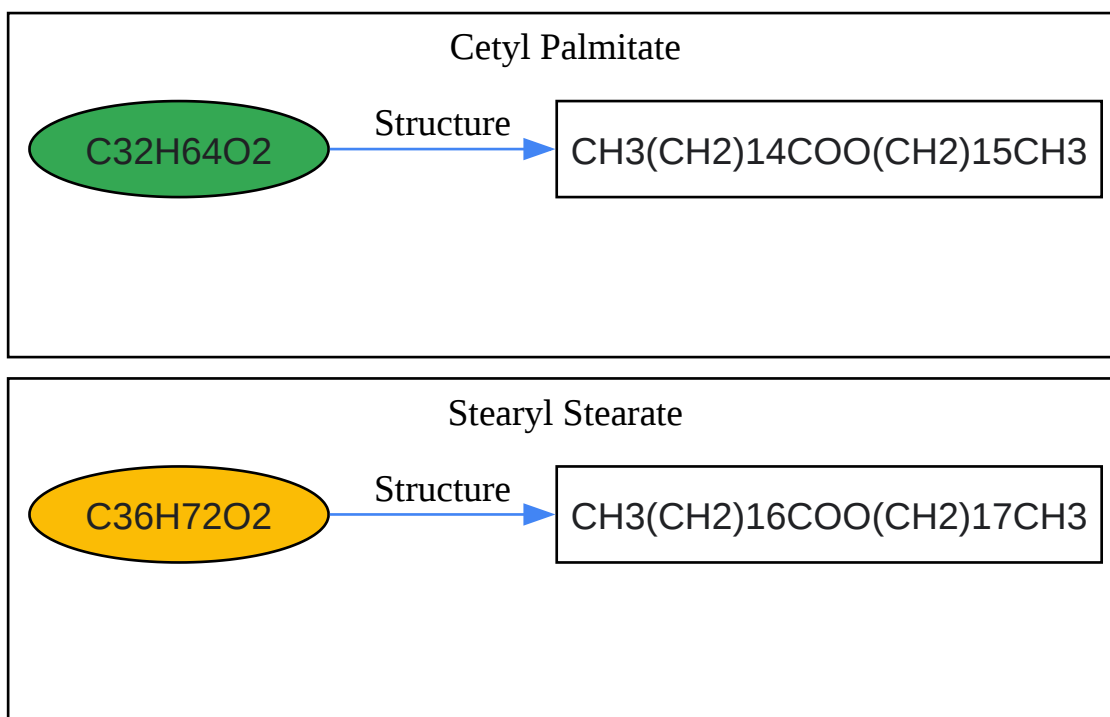 Cetyl Palmitate
C32H64O2
Structure
CH3(CH2)14COO(CH2)15CH3
Stearyl Stearate
C36H72O2
Structure
CH3(CH2)16COO(CH2)17CH3